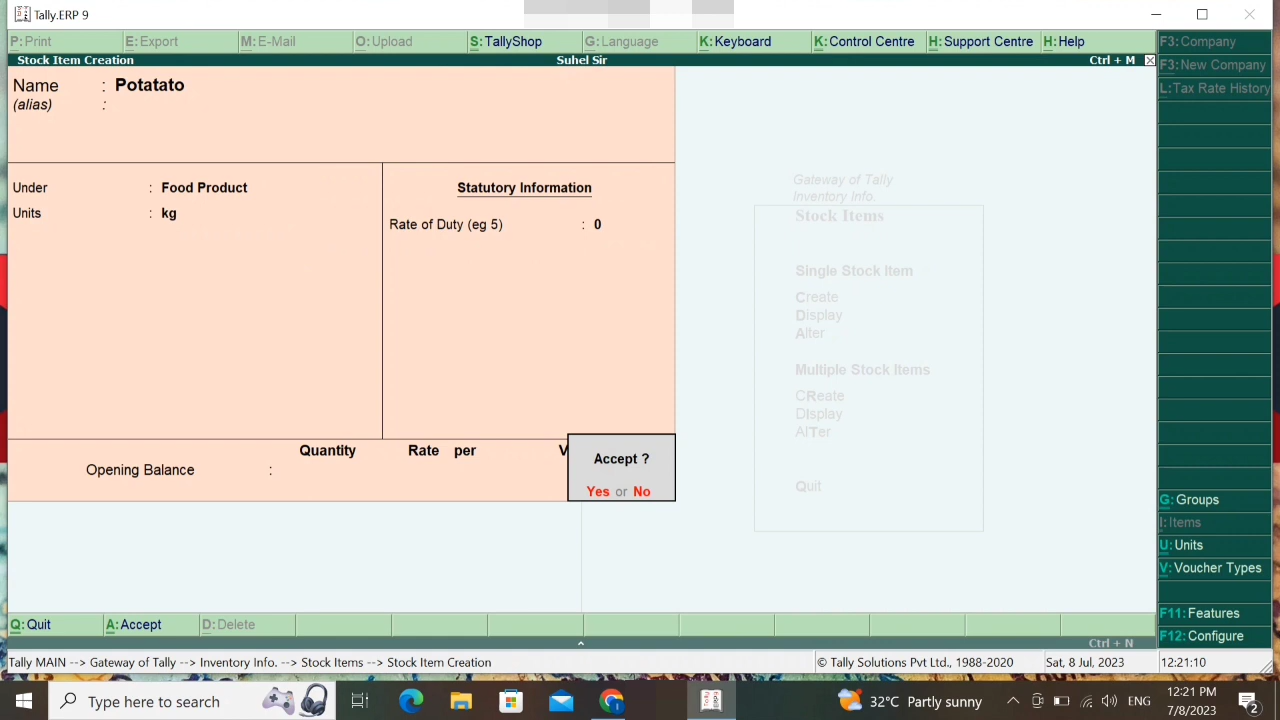 Tally.ERP 9
P: Print E: Export M: E-Mail O: Upload S: TallyShop G: Language K: Keyboard K: Control Centre H: Support Centre H: Help
Stock Item Creation Suhel Sir Ctrl + M
Name : Potatato
(alias) :
Under : Food Product
Units : kg
Statutory Information
Rate of Duty (eg 5) : 0
Quantity Rate per V
Opening Balance :
Accept ?
Yes or No
Gateway of Tally
Inventory Info.
Stock Items
Single Stock Item
Create
Display
Alter
Multiple Stock Items
CReate
DIsplay
AlTer
Quit
F3: Company
F3: New Company
L: Tax Rate History
G: Groups
I: Items
U: Units
V: Voucher Types
F11: Features
F12: Configure
Q: Quit A: Accept D: Delete
Ctrl + N
Tally MAIN --> Gateway of Tally --> Inventory Info. --> Stock Items --> Stock Item Creation © Tally Solutions Pvt Ltd., 1988-2020 Sat, 8 Jul, 2023 12:21:10
Type here to search 32°C Partly sunny ENG 12:21 PM
7/8/2023 2